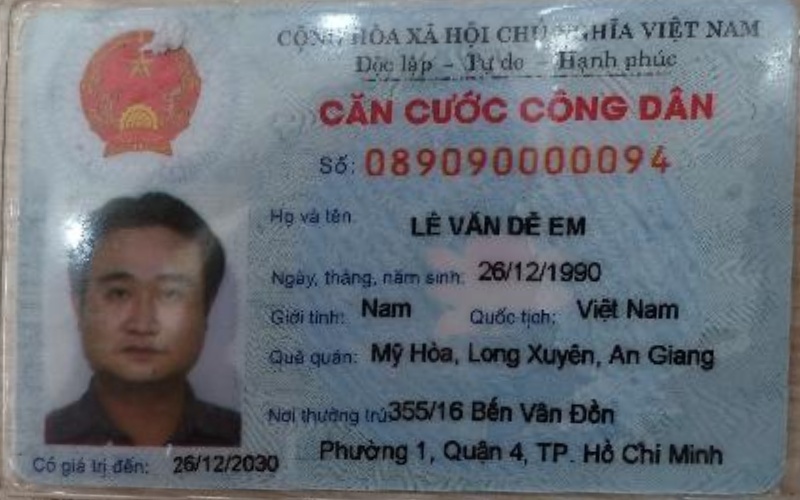 CỘNG HÒA XÃ HỘI CHỦ NGHĨA VIỆT NAM
Độc lập - Tự do - Hạnh phúc
CĂN CƯỚC CÔNG DÂN
Số: 089090000094
Họ và tên: LÊ VĂN DỄ EM
Ngày, tháng, năm sinh: 26/12/1990
Giới tính: Nam Quốc tịch: Việt Nam
Quê quán: Mỹ Hòa, Long Xuyên, An Giang
Nơi thường trú: 355/16 Bến Vân Đồn
Phường 1, Quận 4, TP. Hồ Chí Minh
Có giá trị đến: 26/12/2030